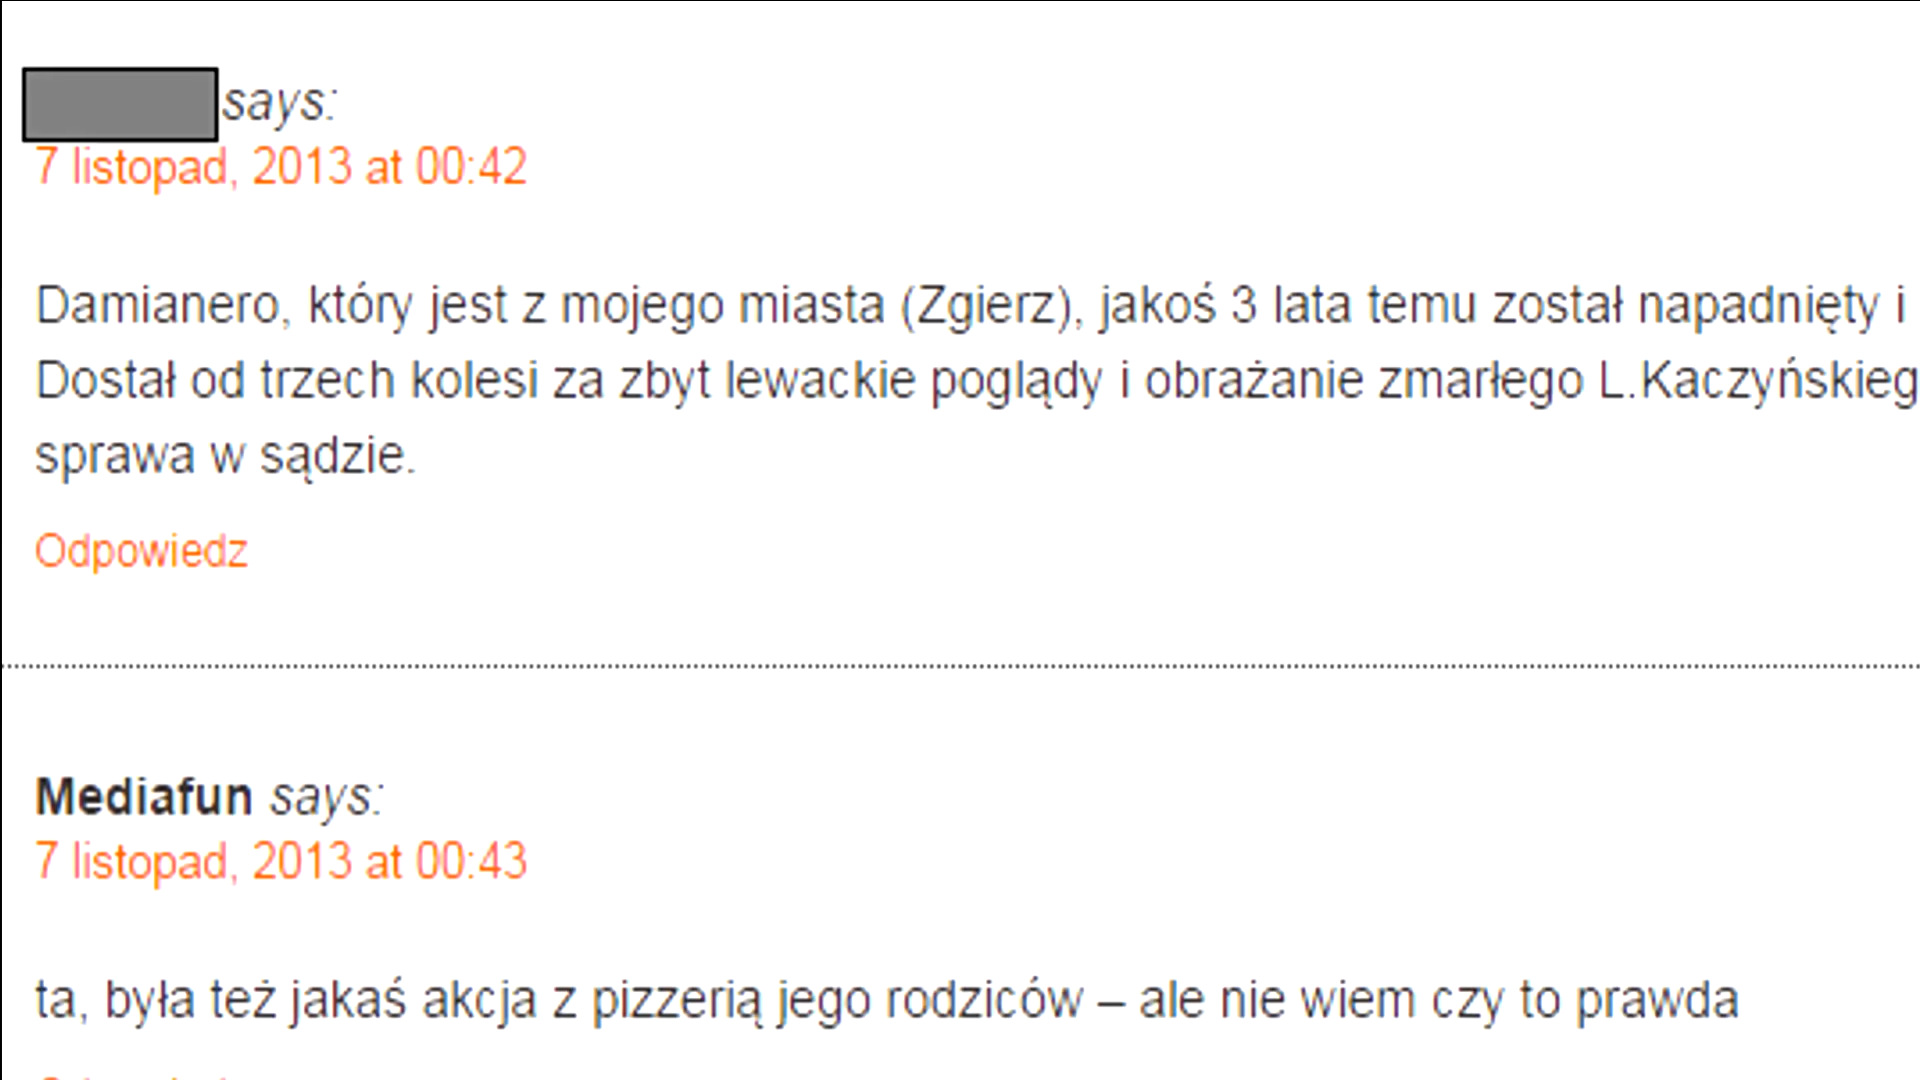 says:
7 listopad, 2013 at 00:42
Damianero, który jest z mojego miasta (Zgierz), jakoś 3 lata temu został napadnięty i
Dostał od trzech kolesi za zbyt lewackie poglądy i obrażanie zmarłego L.Kaczyńskieg
sprawa w sądzie.
Odpowiedz
Mediafun says:
7 listopad, 2013 at 00:43
ta, była też jakaś akcja z pizzerią jego rodziców – ale nie wiem czy to prawda